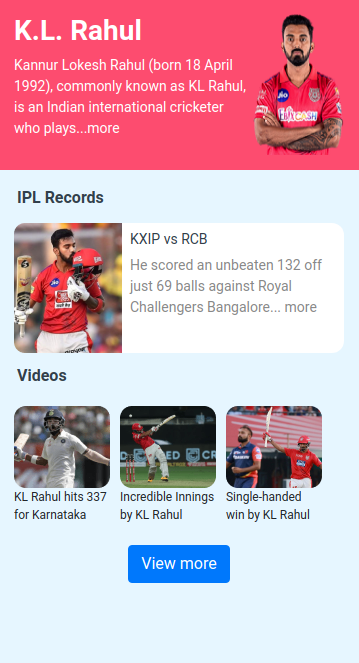 K.L. Rahul
Kannur Lokesh Rahul (born 18 April
1992), commonly known as KL Rahul,
is an Indian international cricketer
who plays...more
Jio
IPL Records
KXIP vs RCB
He scored an unbeaten 132 off
just 69 balls against Royal
Challengers Bangalore... more
Videos
KL Rahul hits 337
for Karnataka
Incredible Innings
by KL Rahul
Single-handed
win by KL Rahul
View more